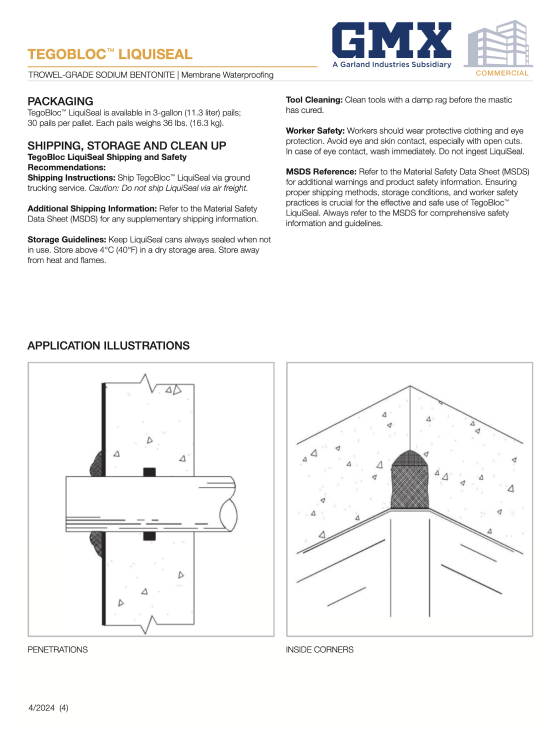 TEGOBLOC™ LIQUISEAL
TROWEL-GRADE SODIUM BENTONITE | Membrane Waterproofing
GMX
A Garland Industries Subsidiary
COMMERCIAL
PACKAGING
TegoBloc™ LiquiSeal is available in 3-gallon (11.3 liter) pails;
30 pails per pallet. Each pails weighs 36 lbs. (16.3 kg).
SHIPPING, STORAGE AND CLEAN UP
TegoBloc LiquiSeal Shipping and Safety
Recommendations:
Shipping Instructions: Ship TegoBloc™ LiquiSeal via ground
trucking service. Caution: Do not ship LiquiSeal via air freight.
Additional Shipping Information: Refer to the Material Safety
Data Sheet (MSDS) for any supplementary shipping information.
Storage Guidelines: Keep LiquiSeal cans always sealed when not
in use. Store above 4°C (40°F) in a dry storage area. Store away
from heat and flames.
Tool Cleaning: Clean tools with a damp rag before the mastic
has cured.
Worker Safety: Workers should wear protective clothing and eye
protection. Avoid eye and skin contact, especially with open cuts.
In case of eye contact, wash immediately. Do not ingest LiquiSeal.
MSDS Reference: Refer to the Material Safety Data Sheet (MSDS)
for additional warnings and product safety information. Ensuring
proper shipping methods, storage conditions, and worker safety
practices is crucial for the effective and safe use of TegoBloc™
LiquiSeal. Always refer to the MSDS for comprehensive safety
information and guidelines.
APPLICATION ILLUSTRATIONS
PENETRATIONS
INSIDE CORNERS
4/2024 (4)